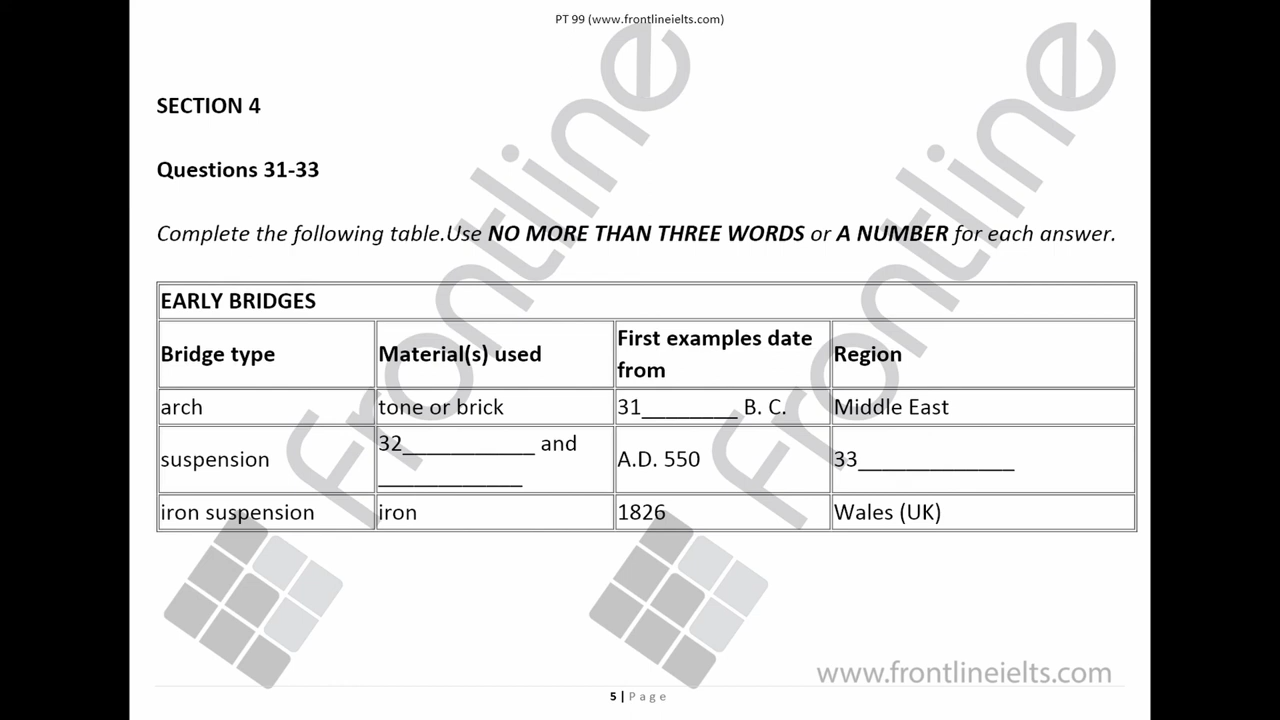 PT 99 (www.frontlineielts.com)
SECTION 4
Questions 31-33
Complete the following table.Use NO MORE THAN THREE WORDS or A NUMBER for each answer.
EARLY BRIDGES
Bridge type Material(s) used First examples date from Region
arch tone or brick 31________ B. C. Middle East
suspension 32___________ and ____________ A.D. 550 33_____________
iron suspension iron 1826 Wales (UK)
Frontline Frontline
www.frontlineielts.com
5 | Page